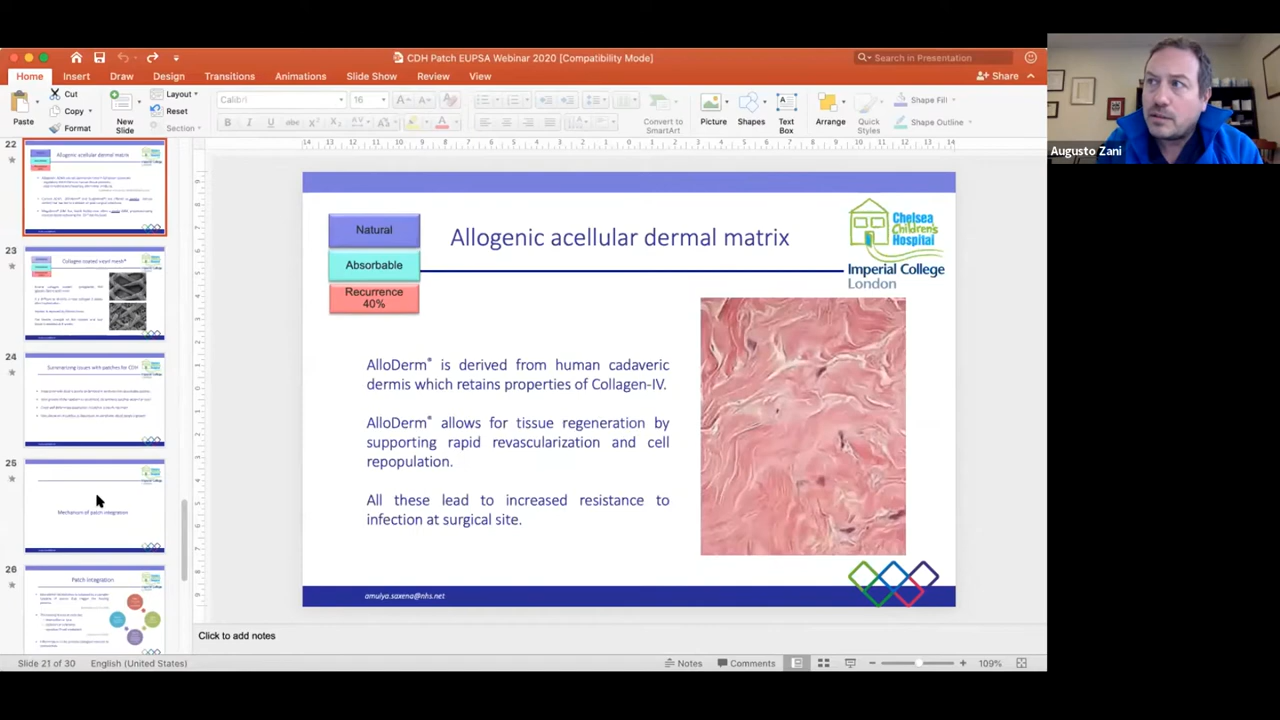 CDH Patch EUPSA Webinar 2020 [Compatibility Mode]
Search in Presentation
Home Insert Draw Design Transitions Animations Slide Show Review View
Share
Paste
Cut
Copy
Format
New Slide
Layout
Reset
Section
Calibri
16
Convert to SmartArt
Picture
Shapes
Text Box
Arrange
Quick Styles
Shape Fill
Shape Outline
Augusto Zani
22
Allogenic acellular dermal matrix
23
24
Summarizing issues with patches for CDH
26
Mechanism of patch integration
26
Patch integration
Natural
Absorbable
Recurrence
40%
Allogenic acellular dermal matrix
Chelsea
Children's
Hospital
Imperial College
London
AlloDerm® is derived from human cadaveric
dermis which retains properties of Collagen-IV.
AlloDerm® allows for tissue regeneration by
supporting rapid revascularization and cell
repopulation.
All these lead to increased resistance to
infection at surgical site.
amulya.saxena@nhs.net
Click to add notes
Slide 21 of 30
English (United States)
Notes
Comments
109%